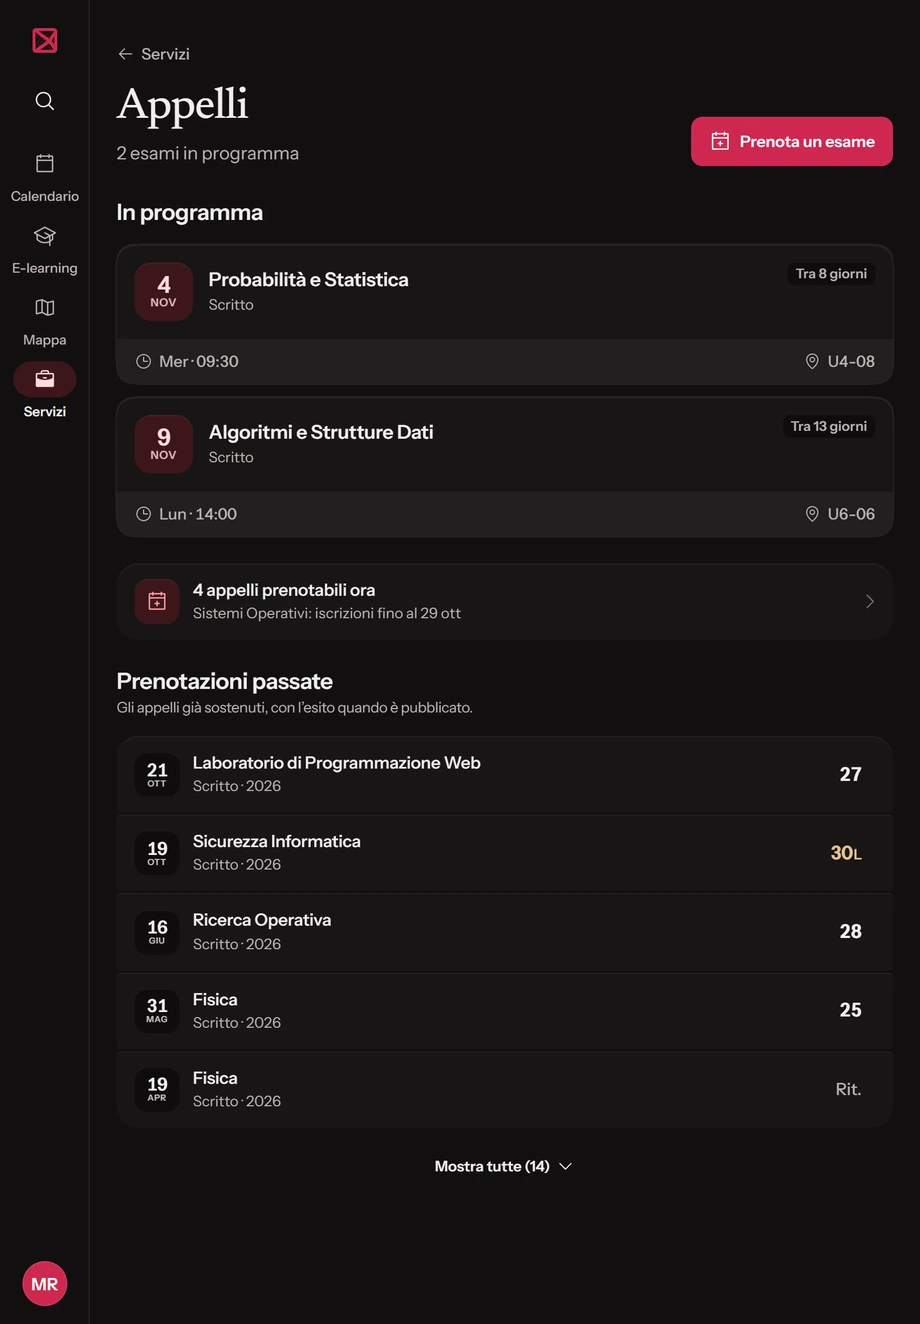 ← Servizi
Appelli
2 esami in programma
Prenota un esame
Calendario
E-learning
Mappa
Servizi
In programma
4
NOV
Probabilità e Statistica
Scritto
Tra 8 giorni
Mer · 09:30
U4-08
9
NOV
Algoritmi e Strutture Dati
Scritto
Tra 13 giorni
Lun · 14:00
U6-06
4 appelli prenotabili ora
Sistemi Operativi: iscrizioni fino al 29 ott
Prenotazioni passate
Gli appelli già sostenuti, con l’esito quando è pubblicato.
21
OTT
Laboratorio di Programmazione Web
Scritto · 2026
27
19
OTT
Sicurezza Informatica
Scritto · 2026
30L
16
GIU
Ricerca Operativa
Scritto · 2026
28
31
MAG
Fisica
Scritto · 2026
25
19
APR
Fisica
Scritto · 2026
Rit.
Mostra tutte (14)
MR